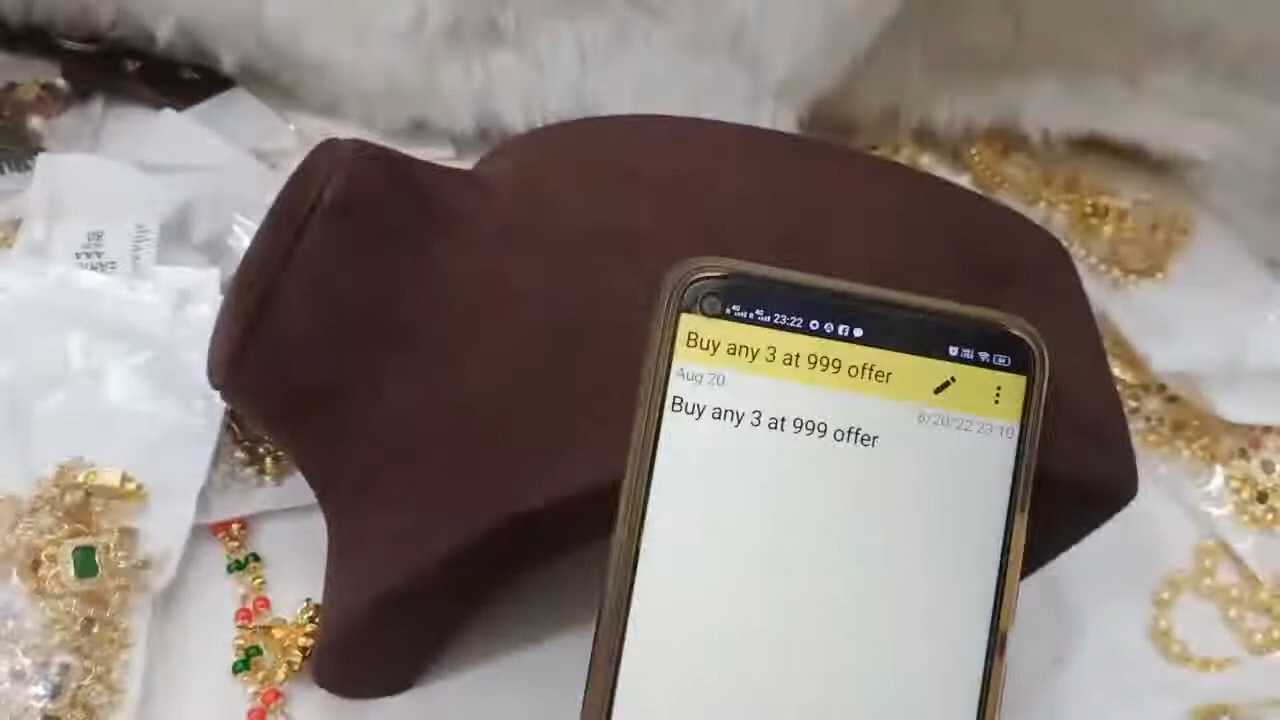 23:22
Buy any 3 at 999 offer
Aug 20
8/20/22 23:10
Buy any 3 at 999 offer